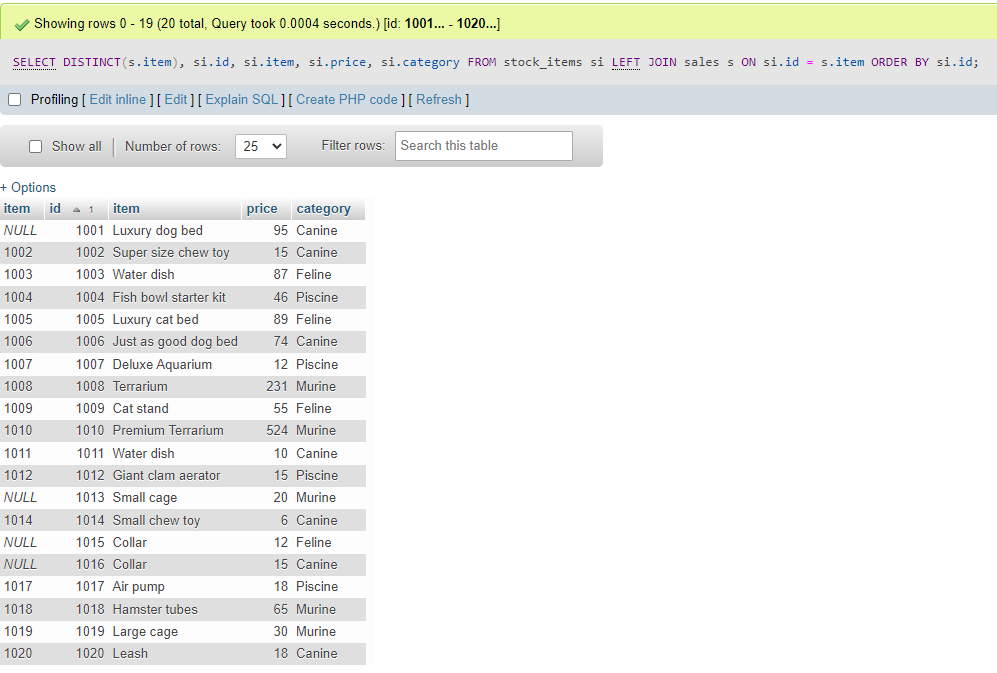 Showing rows 0 - 19 (20 total, Query took 0.0004 seconds.) [id: 1001... - 1020...]
SELECT DISTINCT(s.item), si.id, si.item, si.price, si.category FROM stock_items si LEFT JOIN sales s ON si.id = s.item ORDER BY si.id;
Profiling [ Edit inline ] [ Edit ] [ Explain SQL ] [ Create PHP code ] [ Refresh ]
Show all | Number of rows: 25 Filter rows: Search this table
+ Options
item id 1 item price category
NULL 1001 Luxury dog bed 95 Canine
1002 1002 Super size chew toy 15 Canine
1003 1003 Water dish 87 Feline
1004 1004 Fish bowl starter kit 46 Piscine
1005 1005 Luxury cat bed 89 Feline
1006 1006 Just as good dog bed 74 Canine
1007 1007 Deluxe Aquarium 12 Piscine
1008 1008 Terrarium 231 Murine
1009 1009 Cat stand 55 Feline
1010 1010 Premium Terrarium 524 Murine
1011 1011 Water dish 10 Canine
1012 1012 Giant clam aerator 15 Piscine
NULL 1013 Small cage 20 Murine
1014 1014 Small chew toy 6 Canine
NULL 1015 Collar 12 Feline
NULL 1016 Collar 15 Canine
1017 1017 Air pump 18 Piscine
1018 1018 Hamster tubes 65 Murine
1019 1019 Large cage 30 Murine
1020 1020 Leash 18 Canine